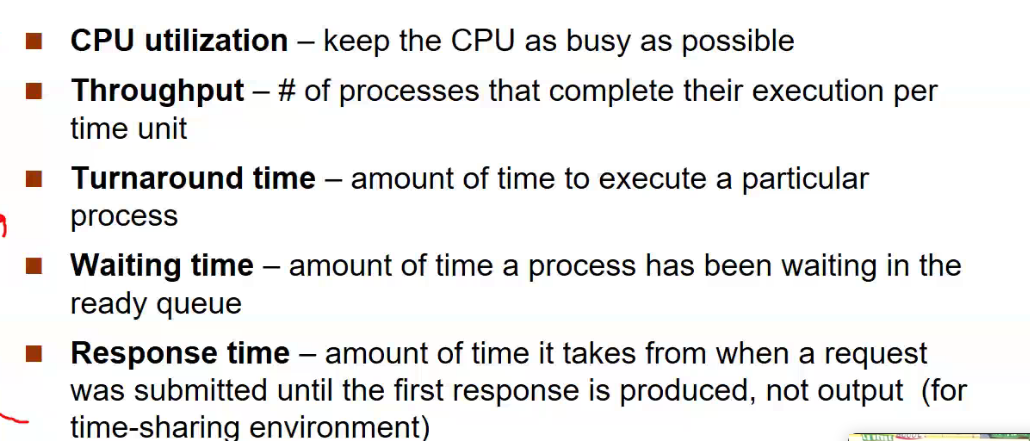 ■ CPU utilization – keep the CPU as busy as possible
■ Throughput – # of processes that complete their execution per
time unit
■ Turnaround time – amount of time to execute a particular
process
■ Waiting time – amount of time a process has been waiting in the
ready queue
■ Response time – amount of time it takes from when a request
was submitted until the first response is produced, not output (for
time-sharing environment)